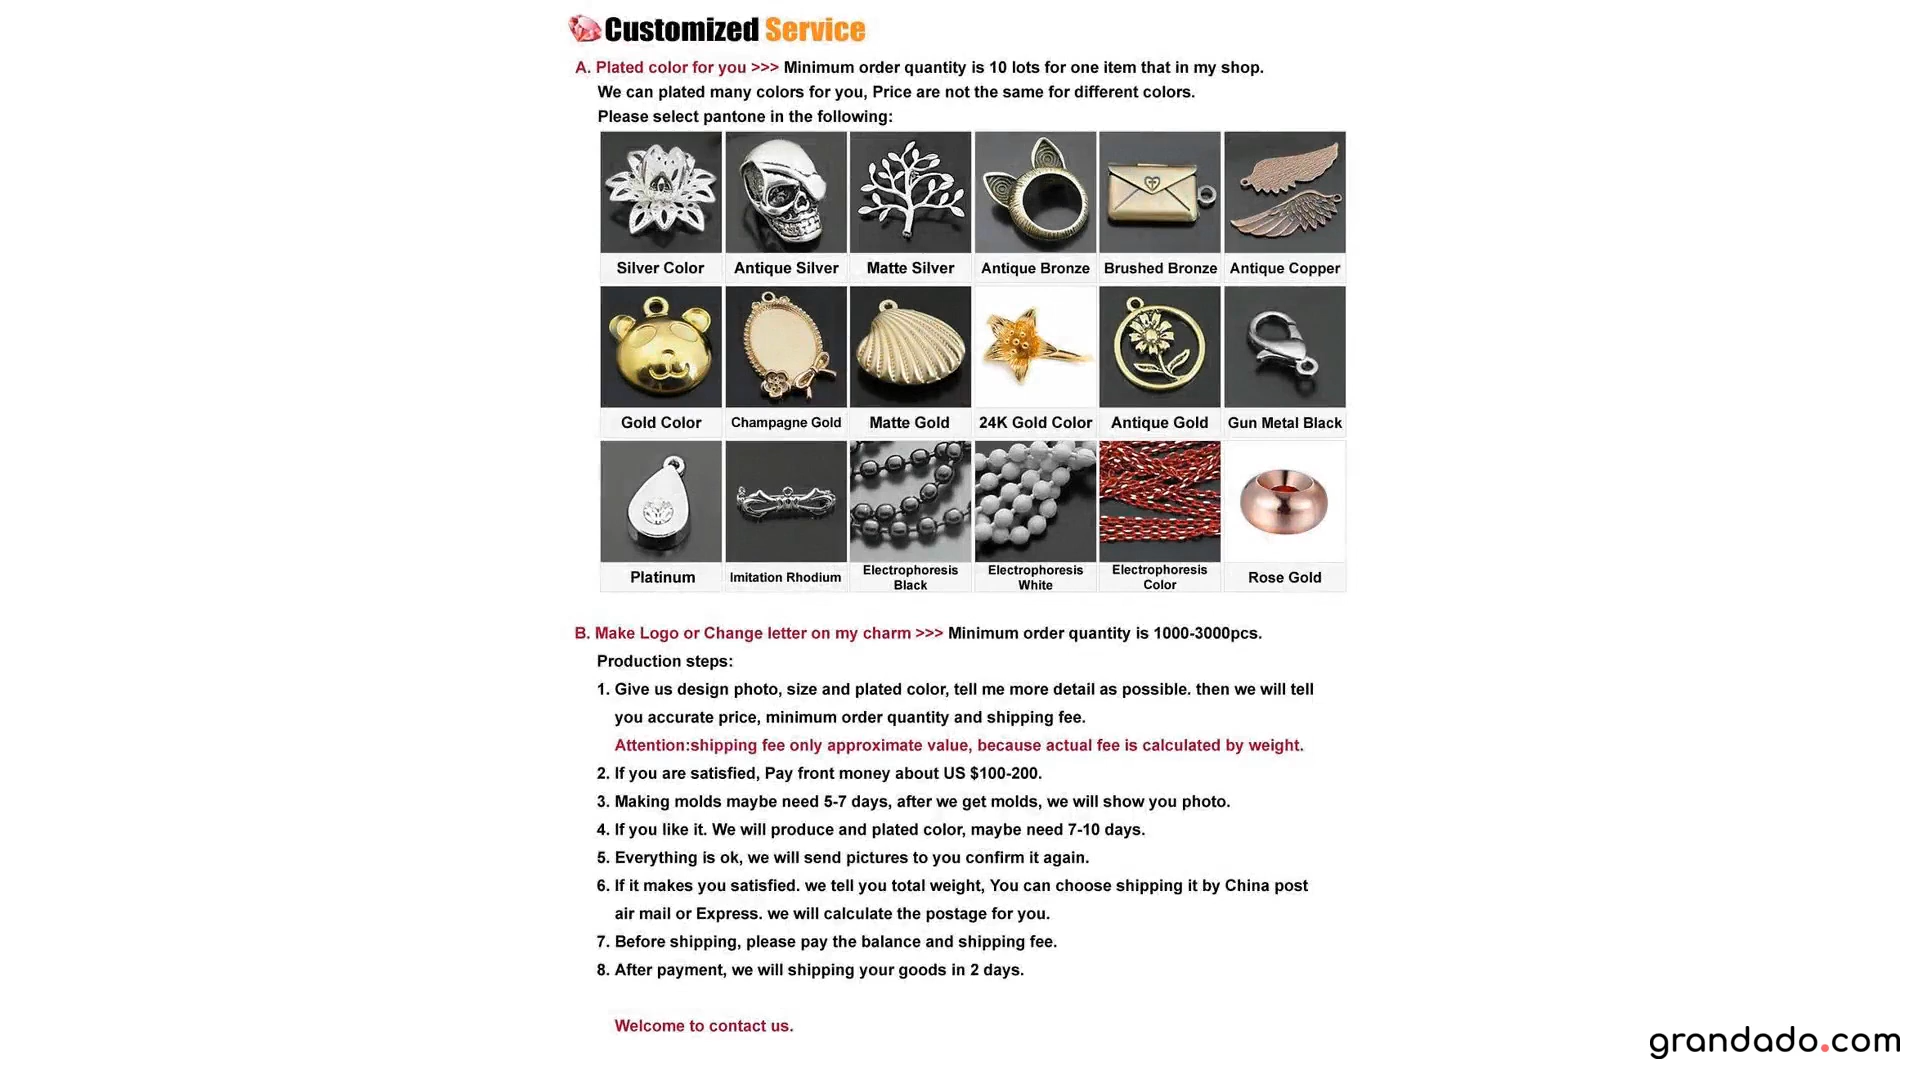 Customized Service
A. Plated color for you >>> Minimum order quantity is 10 lots for one item that in my shop.
We can plated many colors for you, Price are not the same for different colors.
Please select pantone in the following:
Silver Color
Antique Silver
Matte Silver
Antique Bronze
Brushed Bronze
Antique Copper
Gold Color
Champagne Gold
Matte Gold
24K Gold Color
Antique Gold
Gun Metal Black
Platinum
Imitation Rhodium
Electrophoresis
Black
Electrophoresis
White
Electrophoresis
Color
Rose Gold
B. Make Logo or Change letter on my charm >>> Minimum order quantity is 1000-3000pcs.
Production steps:
1. Give us design photo, size and plated color, tell me more detail as possible. then we will tell
you accurate price, minimum order quantity and shipping fee.
Attention:shipping fee only approximate value, because actual fee is calculated by weight.
2. If you are satisfied, Pay front money about US $100-200.
3. Making molds maybe need 5-7 days, after we get molds, we will show you photo.
4. If you like it. We will produce and plated color, maybe need 7-10 days.
5. Everything is ok, we will send pictures to you confirm it again.
6. If it makes you satisfied. we tell you total weight, You can choose shipping it by China post
air mail or Express. we will calculate the postage for you.
7. Before shipping, please pay the balance and shipping fee.
8. After payment, we will shipping your goods in 2 days.
Welcome to contact us.
grandado.com